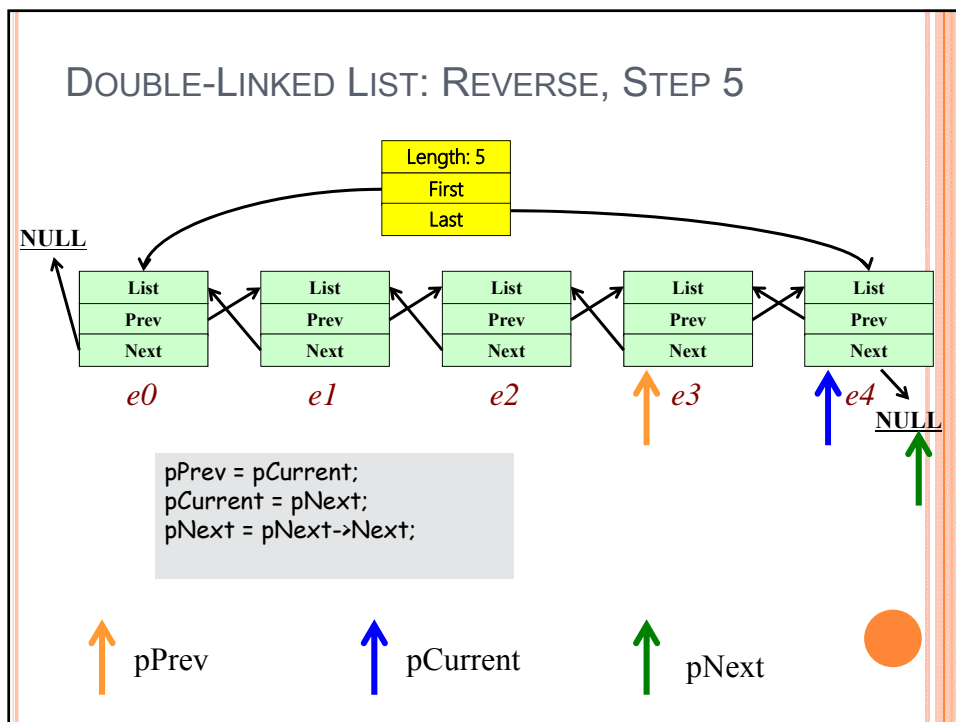 DOUBLE-LINKED LIST: REVERSE, STEP 5
Length: 5
First
Last
NULL
List List List List List
Prev Prev Prev Prev Prev
Next Next Next Next Next
e0 e1 e2 e3 e4
NULL
pPrev = pCurrent;
pCurrent = pNext;
pNext = pNext->Next;
pPrev pCurrent pNext